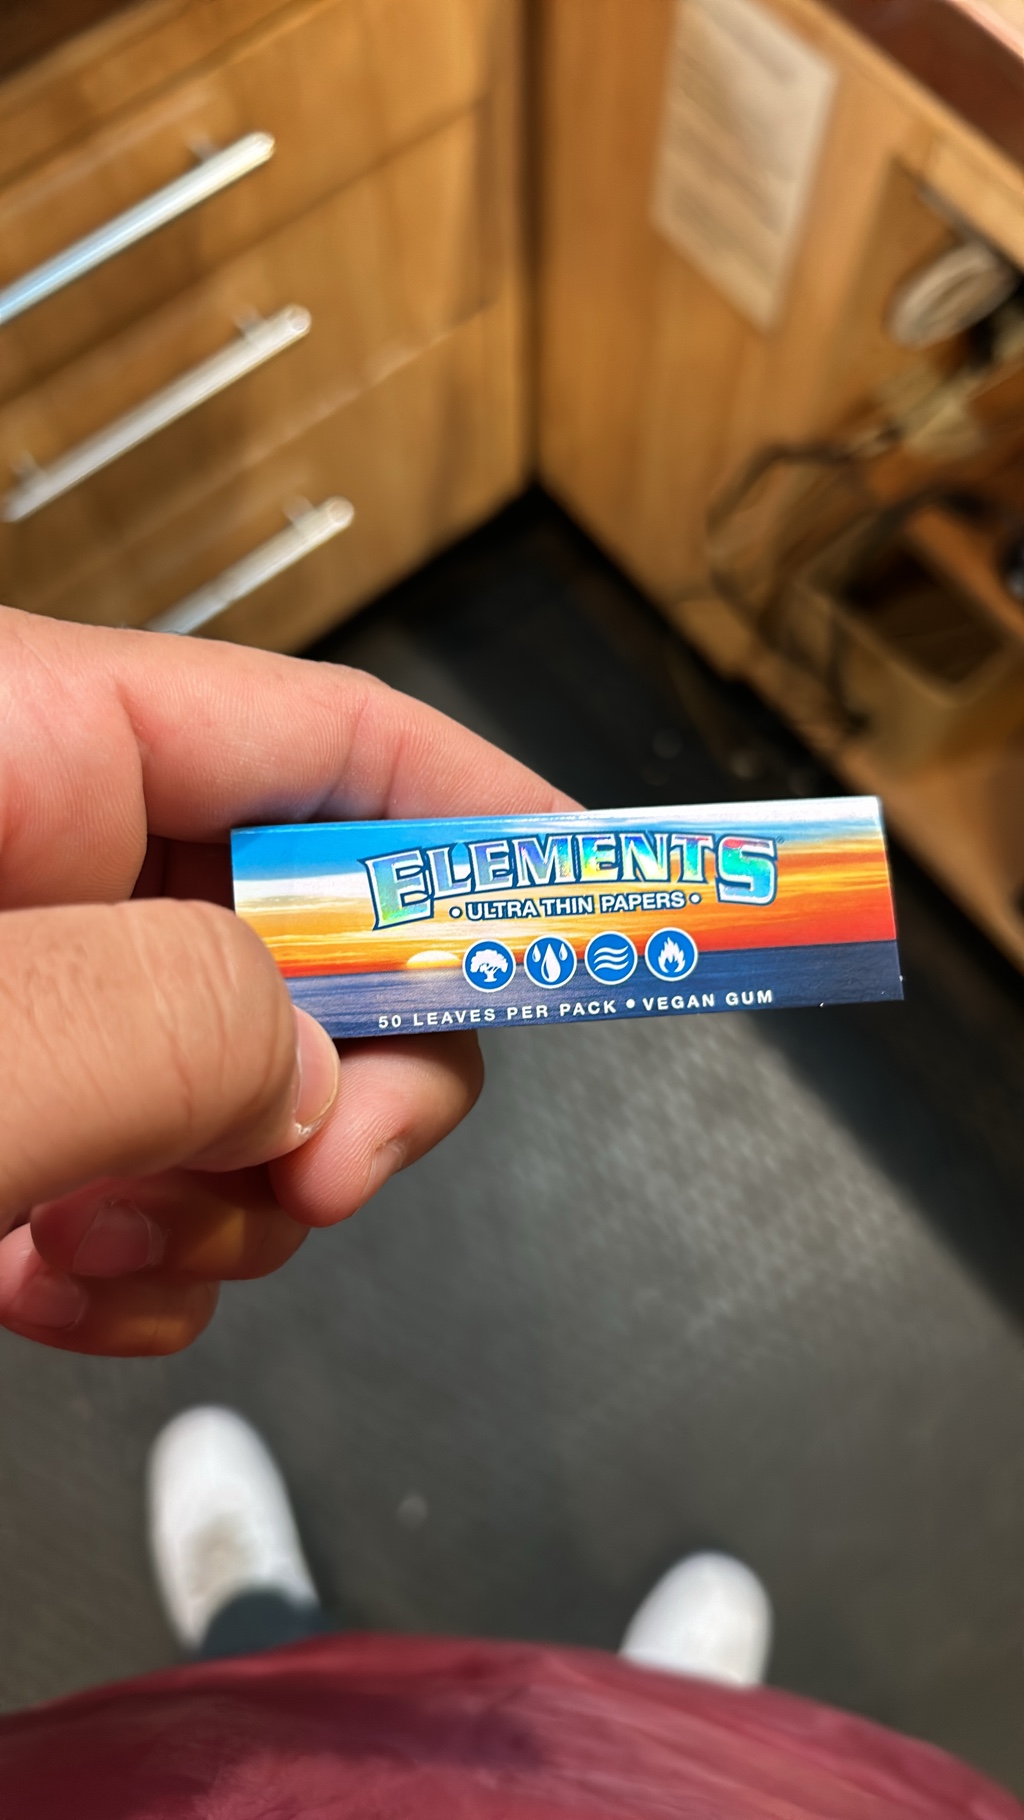 ELEMENTS
• ULTRA THIN PAPERS •
50 LEAVES PER PACK • VEGAN GUM